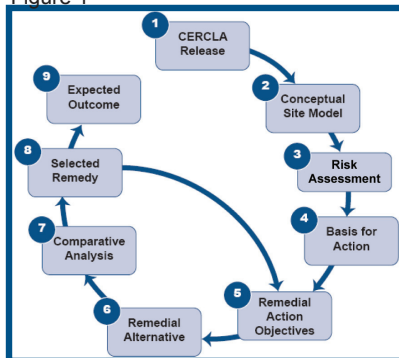 Figure 1
1
CERCLA
Release
2
Conceptual
Site Model
3
Risk
Assessment
4
Basis for
Action
5
Remedial
Action
Objectives
6
Remedial
Alternative
7
Comparative
Analysis
8
Selected
Remedy
9
Expected
Outcome